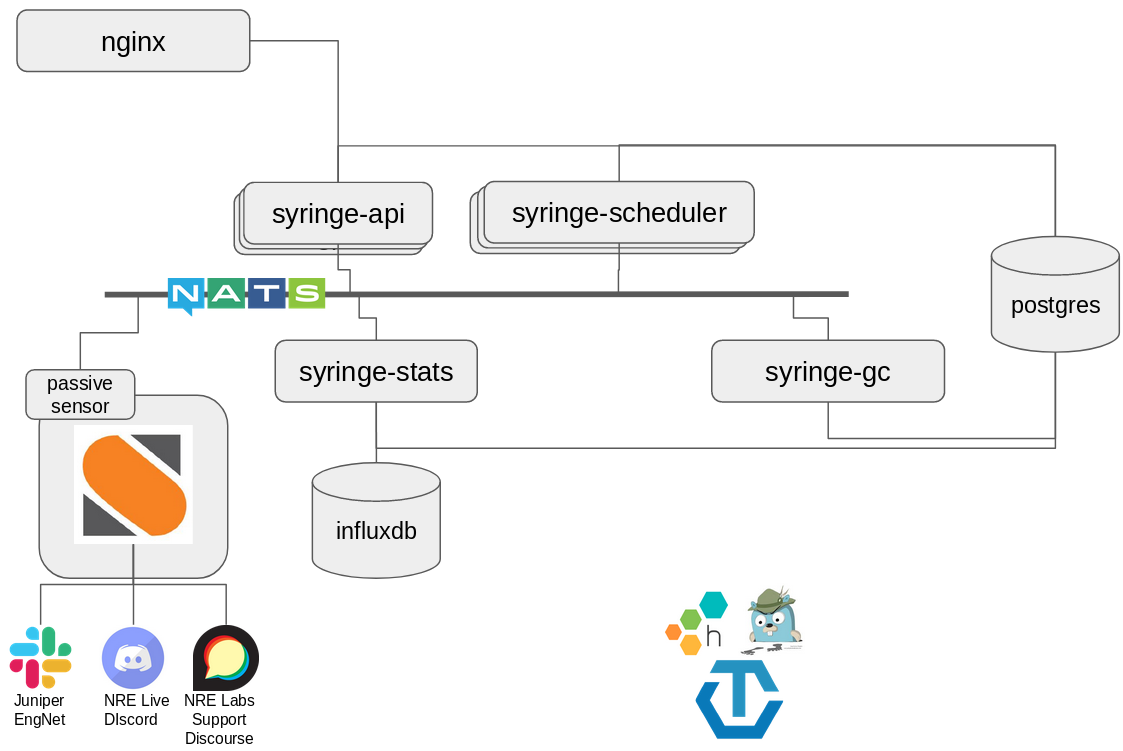 nginx
syringe-api
syringe-scheduler
NATS
postgres
passive
sensor
syringe-stats
syringe-gc
influxdb
h
Juniper
EngNet
NRE Live
DIscord
NRE Labs
Support
Discourse